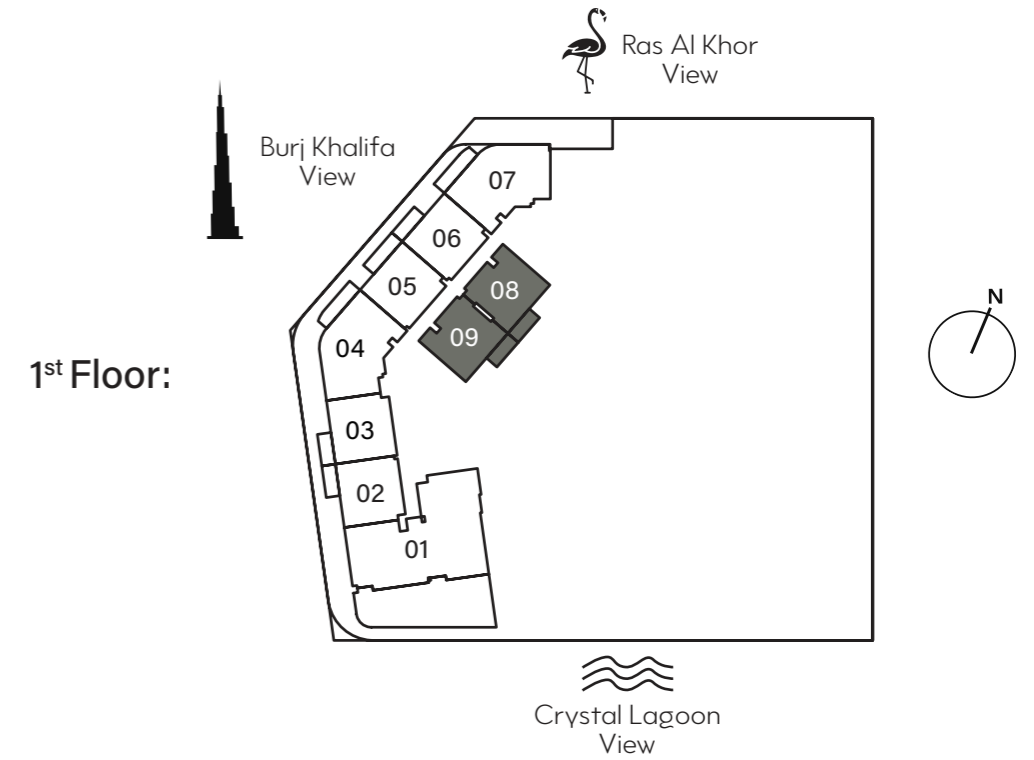 Ras Al Khor
View
Burj Khalifa
View
07
06
05
08
09
04
N
1st Floor:
03
02
01
Crystal Lagoon
View